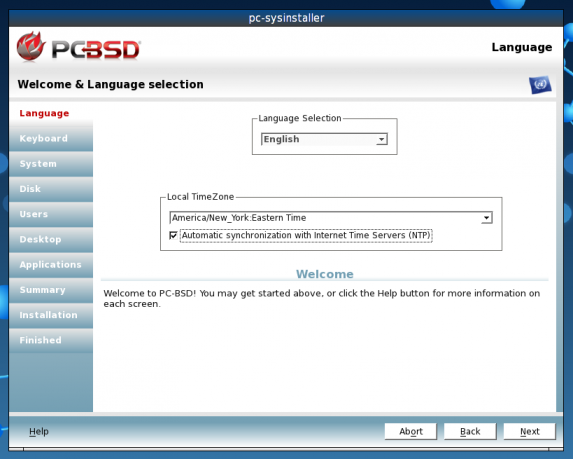 pc-sysinstaller
PCBSD
Language
Welcome & Language selection
Language
Keyboard
System
Disk
Users
Desktop
Applications
Summary
Installation
Finished
Language Selection
English
Local TimeZone
America/New_York:Eastern Time
Automatic synchronization with Internet Time Servers (NTP)
Welcome
Welcome to PC-BSD! You may get started above, or click the Help button for more information on
each screen.
Help
Abort
Back
Next